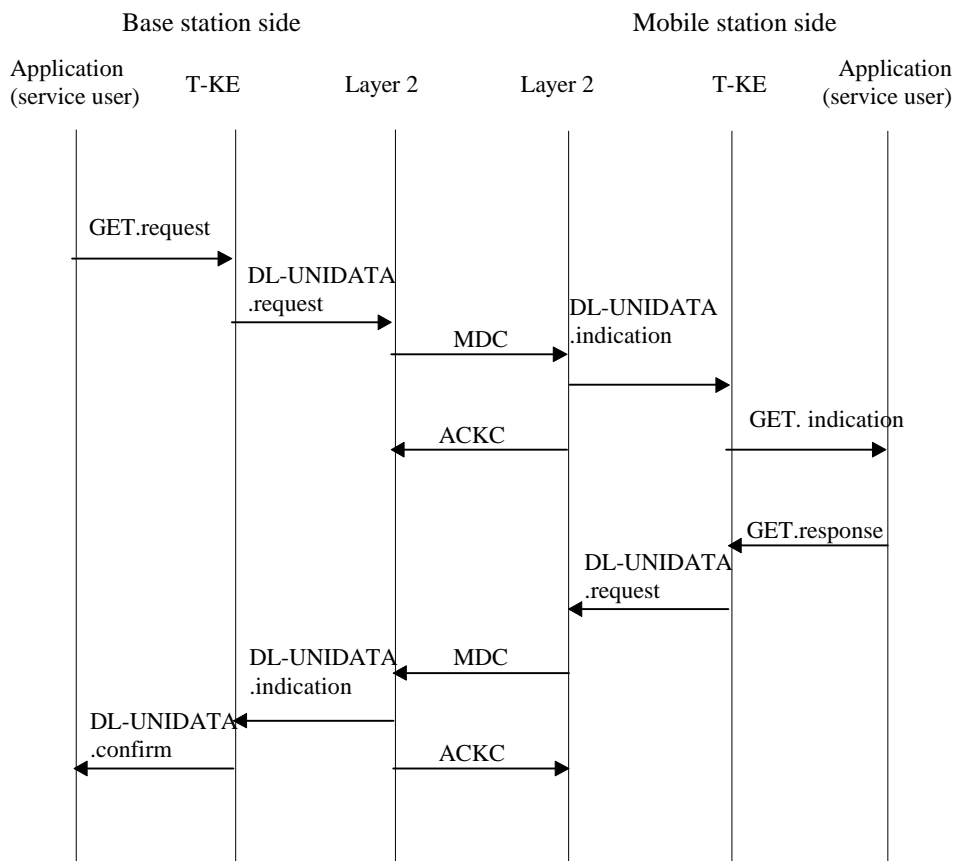 Base station side
Mobile station side
Application
(service user)
T-KE
Layer 2
Layer 2
T-KE
Application
(service user)
GET.request
DL-UNIDATA
.request
MDC
DL-UNIDATA
.indication
ACKC
GET. indication
GET.response
DL-UNIDATA
.request
MDC
DL-UNIDATA
.indication
DL-UNIDATA
.confirm
ACKC